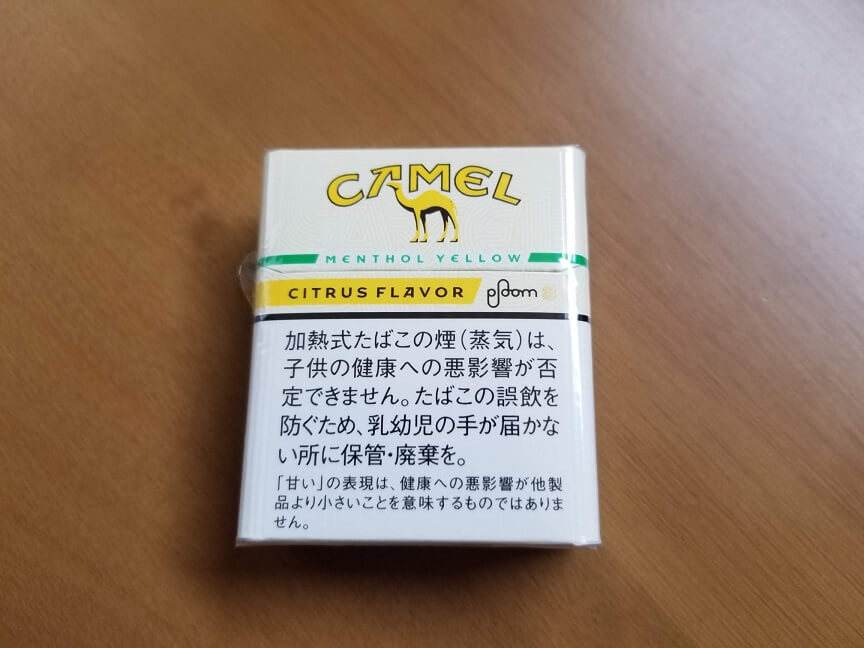 CAMEL
MENTHOL YELLOW
CITRUS FLAVOR ploom
加熱式たばこの煙（蒸気）は、
子供の健康への悪影響が否
定できません。たばこの誤飲を
防ぐため、乳幼児の手が届かな
い所に保管・廃棄を。
「甘い」の表現は、健康への悪影響が他製
品より小さいことを意味するものではありま
せん。